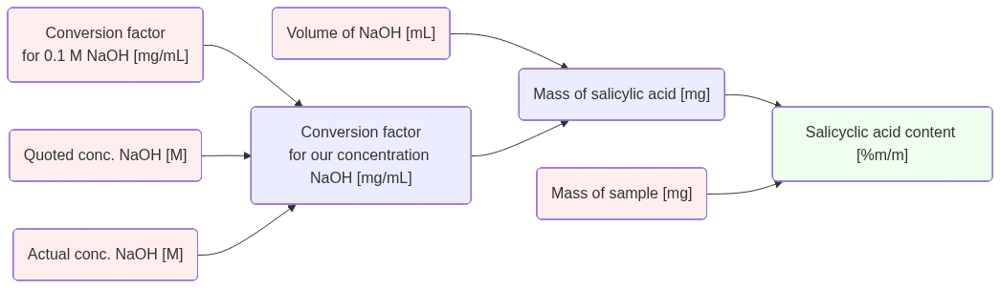 Conversion factor
for 0.1 M NaOH [mg/mL]
Volume of NaOH [mL]
Mass of salicylic acid [mg]
Quoted conc. NaOH [M]
Conversion factor
for our concentration
NaOH [mg/mL]
Salicyclic acid content
[%m/m]
Mass of sample [mg]
Actual conc. NaOH [M]